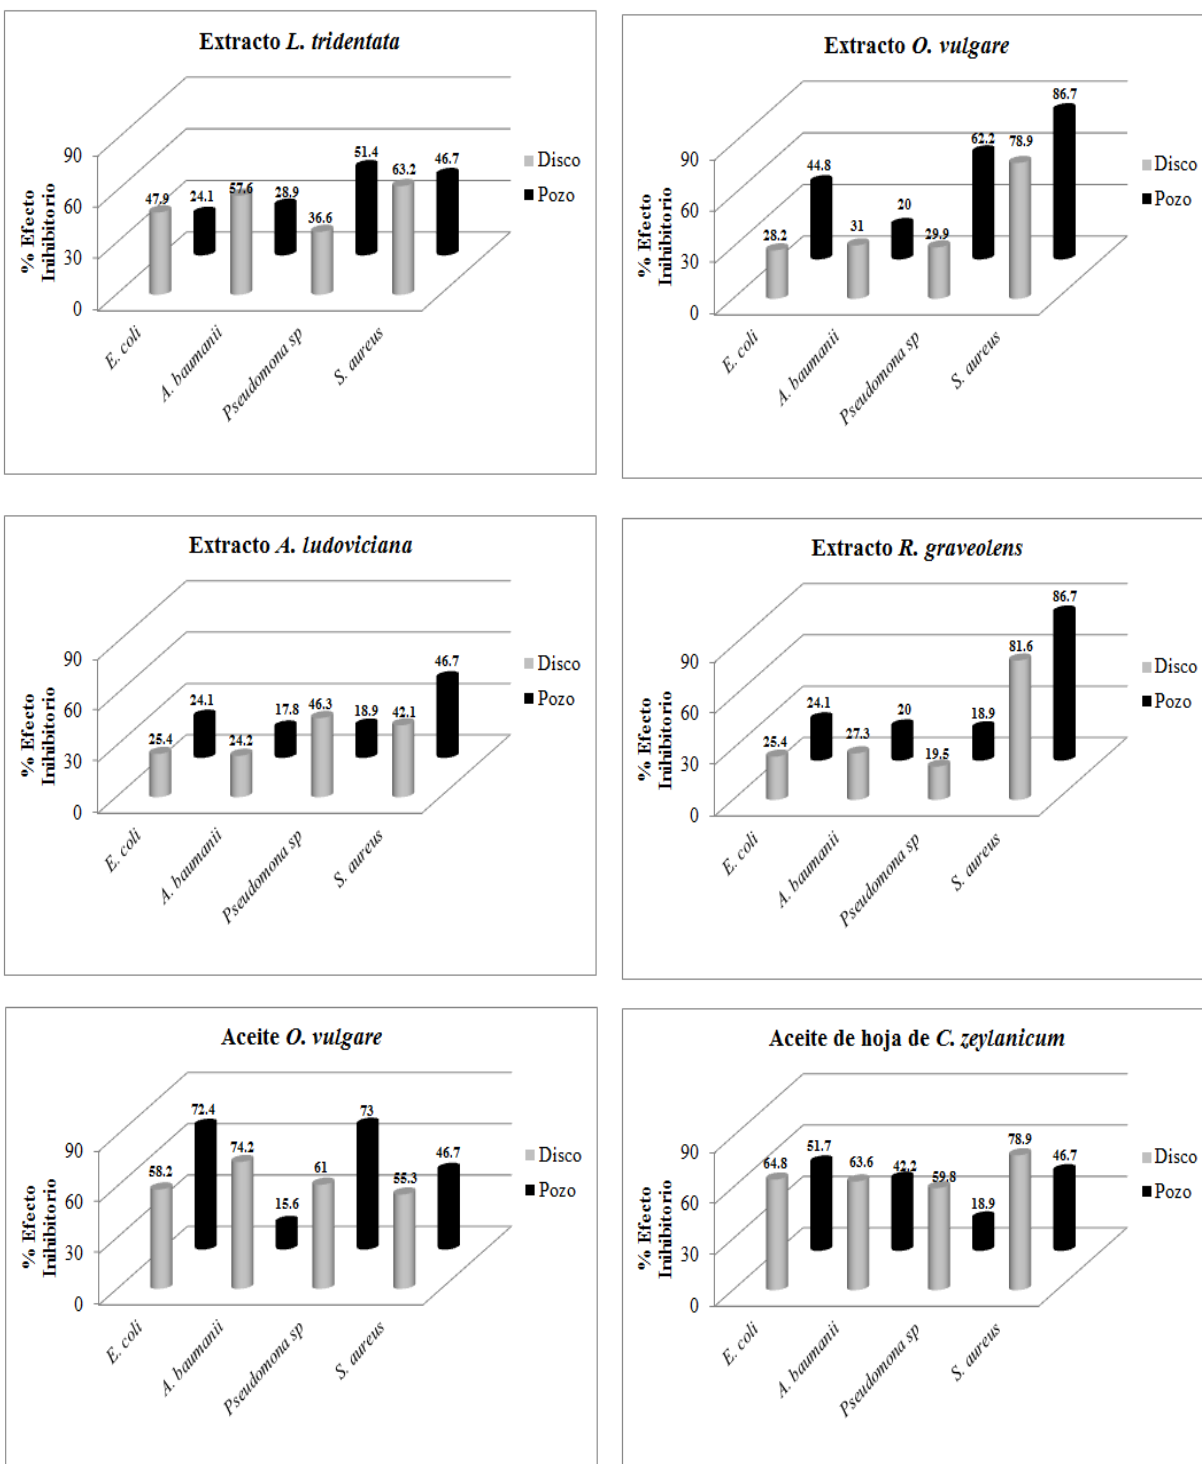 Extracto L. tridentata
90
60
30
0
% Efecto
Inihibitorio
47.9
24.1
57.6
28.9
36.6
51.4
63.2
46.7
Disco
Pozo
E. coli
A. baumanii
Pseudomona sp
S. aureus
Extracto O. vulgare
90
60
30
0
% Efecto
Inihibitorio
28.2
44.8
31
20
29.9
62.2
78.9
86.7
Disco
Pozo
E. coli
A. baumanii
Pseudomona sp
S. aureus
Extracto A. ludoviciana
90
60
30
0
% Efecto
Inihibitorio
25.4
24.1
24.2
17.8
46.3
18.9
42.1
46.7
Disco
Pozo
E. coli
A. baumanii
Pseudomona sp
S. aureus
Extracto R. graveolens
90
60
30
0
% Efecto
Inihibitorio
25.4
24.1
27.3
20
19.5
18.9
81.6
86.7
Disco
Pozo
E. coli
A. baumanii
Pseudomona sp
S. aureus
Aceite O. vulgare
90
60
30
0
% Efecto
Inihibitorio
58.2
72.4
74.2
15.6
61
73
55.3
46.7
Disco
Pozo
E. coli
A. baumanii
Pseudomona sp
S. aureus
Aceite de hoja de C. zeylanicum
90
60
30
0
% Efecto
Inihibitorio
64.8
51.7
63.6
42.2
59.8
18.9
78.9
46.7
Disco
Pozo
E. coli
A. baumanii
Pseudomona sp
S. aureus